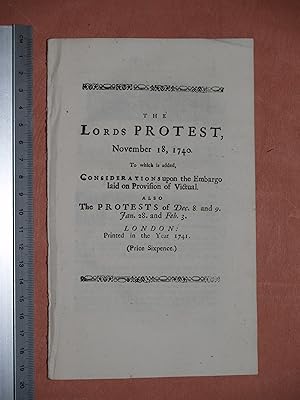 THE
LORDS PROTEST,
November 18, 1740.
To which is added,
CONSIDERATIONS upon the Embargo
laid on Provision of Victual.
ALSO
The PROTESTS of Dec. 8. and 9.
Jan. 28. and Feb. 3.
LONDON:
Printed in the Year 1741.
(Price Sixpence.)